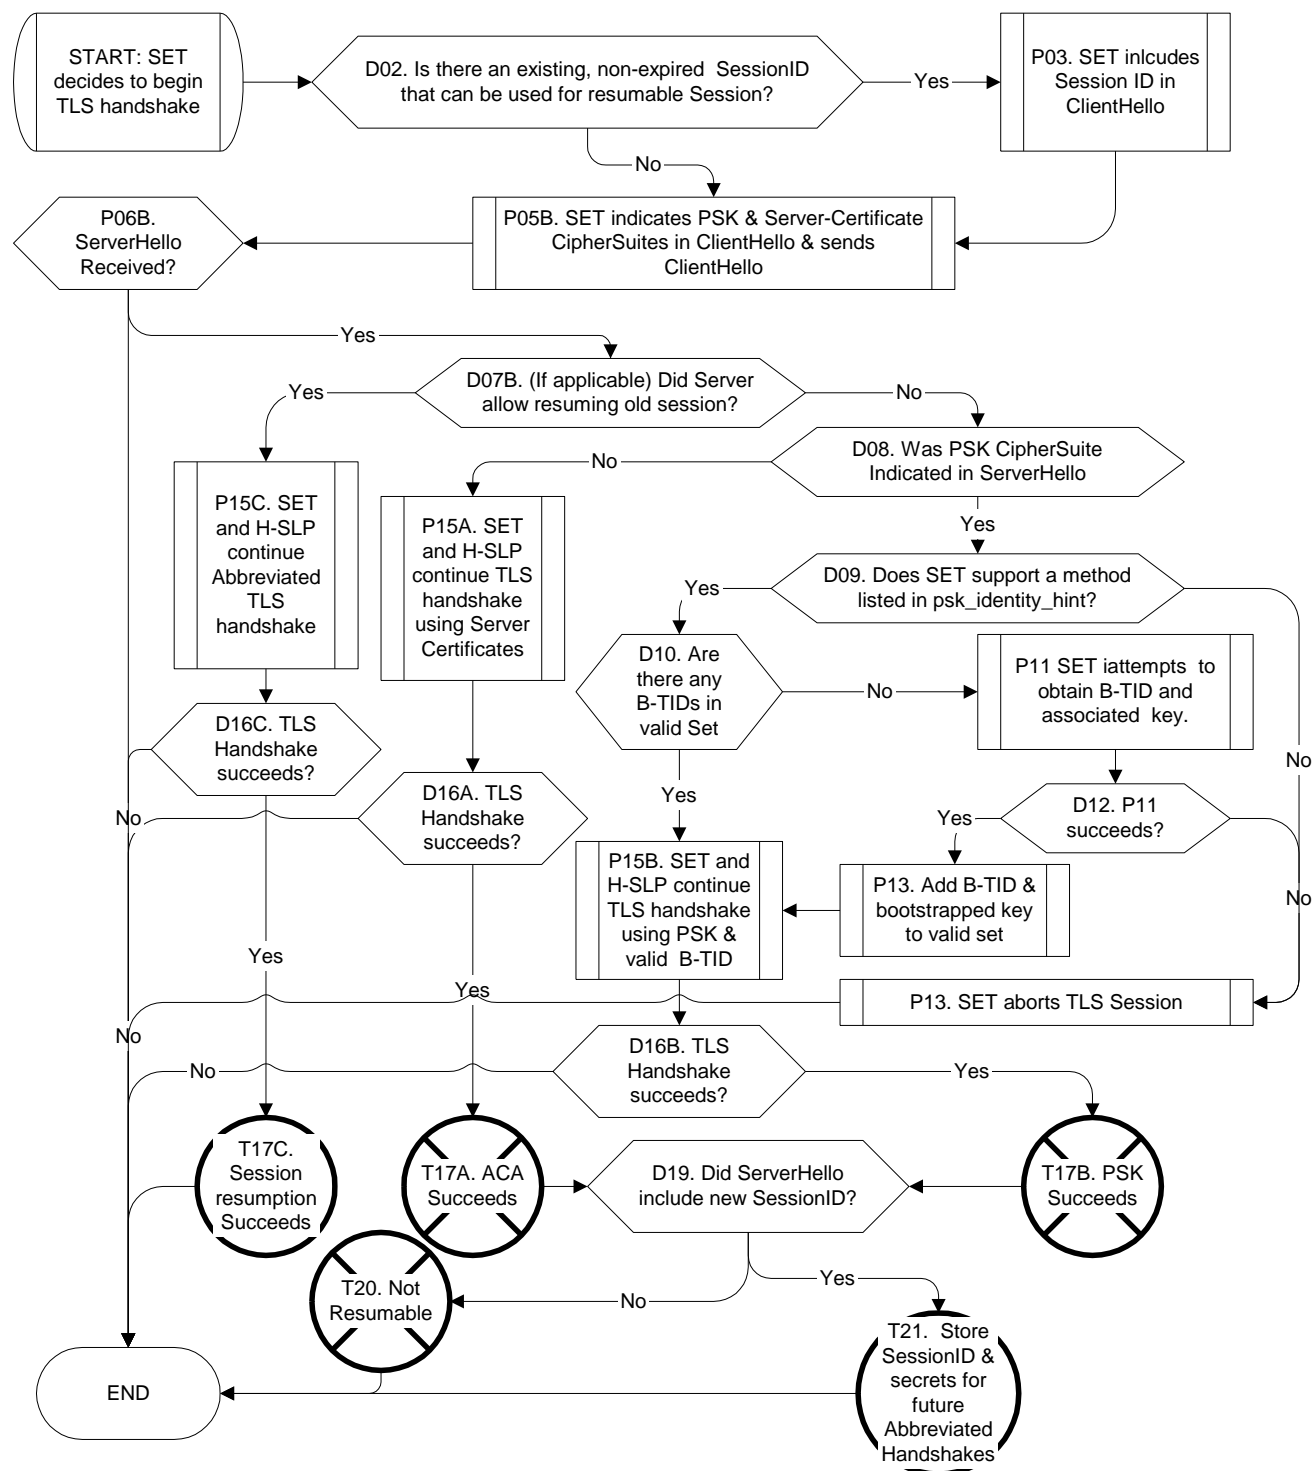 START: SET
decides to begin
TLS handshake
D02. Is there an existing, non-expired SessionID
that can be used for resumable Session?
Yes
P03. SET inlcudes
Session ID in
ClientHello
No
P06B.
ServerHello
Received?
P05B. SET indicates PSK & Server-Certificate
CipherSuites in ClientHello & sends
ClientHello
Yes
D07B. (If applicable) Did Server
allow resuming old session?
Yes
No
D08. Was PSK CipherSuite
Indicated in ServerHello
No
Yes
P15C. SET
and H-SLP
continue
Abbreviated
TLS
handshake
P15A. SET
and H-SLP
continue TLS
handshake
using Server
Certificates
D09. Does SET support a method
listed in psk_identity_hint?
Yes
No
D10. Are
there any
B-TIDs in
valid Set
No
P11 SET iattempts to
obtain B-TID and
associated key.
D16C. TLS
Handshake
succeeds?
Yes
D16A. TLS
Handshake
succeeds?
No
D12. P11
succeeds?
Yes
No
P15B. SET and
H-SLP continue
TLS handshake
using PSK &
valid B-TID
P13. Add B-TID &
bootstrapped key
to valid set
Yes
Yes
P13. SET aborts TLS Session
No
D16B. TLS
Handshake
succeeds?
No
Yes
T17C.
Session
resumption
Succeeds
T17A. ACA
Succeeds
D19. Did ServerHello
include new SessionID?
T17B. PSK
Succeeds
T20. Not
Resumable
No
Yes
T21. Store
SessionID &
secrets for
future
Abbreviated
Handshakes
END